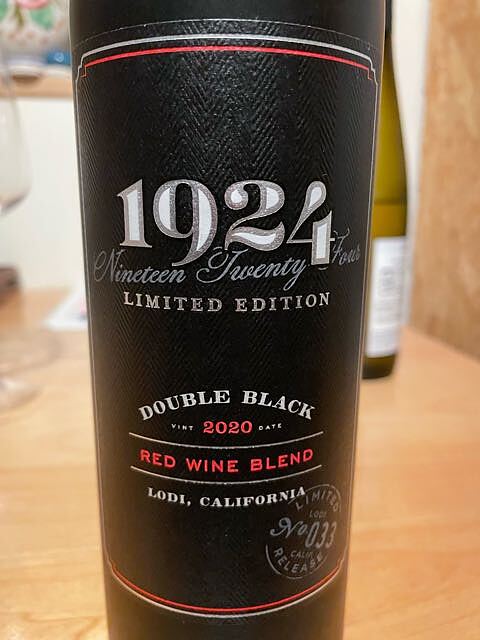 1924
Nineteen Twenty Four
LIMITED EDITION
DOUBLE BLACK
VINT 2020 DATE
RED WINE BLEND
LODI, CALIFORNIA
LIMITED
LODI
No. 033
CALIF
RELEASE